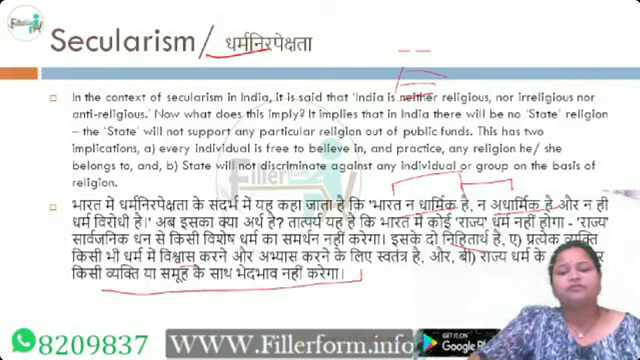 Secularism/ धर्मनिरपेक्षता
In the context of secularism in India, it is said that 'India is neither religious, nor irreligious nor
anti-religious.' Now what does this imply? It implies that in India there will be no 'State' religion
– the 'State' will not support any particular religion out of public funds. This has two
implications, a) every individual is free to believe in, and practice, any religion he/ she
belongs to, and, b) State will not discriminate against any individual or group on the basis of
religion.
भारत में धर्मनिरपेक्षता के संदर्भ में यह कहा जाता है कि 'भारत न धार्मिक है, न अधार्मिक है और न ही
धर्म विरोधी है।' अब इसका क्या अर्थ है? तात्पर्य यह है कि भारत में कोई 'राज्य' धर्म नहीं होगा - 'राज्य'
सार्वजनिक धन से किसी विशेष धर्म का समर्थन नहीं करेगा। इसके दो निहितार्थ है, ए) प्रत्येक व्यक्ति
किसी भी धर्म में विश्वास करने और अभ्यास करने के लिए स्वतंत्र है, और, बी) राज्य धर्म के
किसी व्यक्ति या समूह के साथ भेदभाव नहीं करेगा।
8209837 WWW.Fillerform.info GET IT ON Google